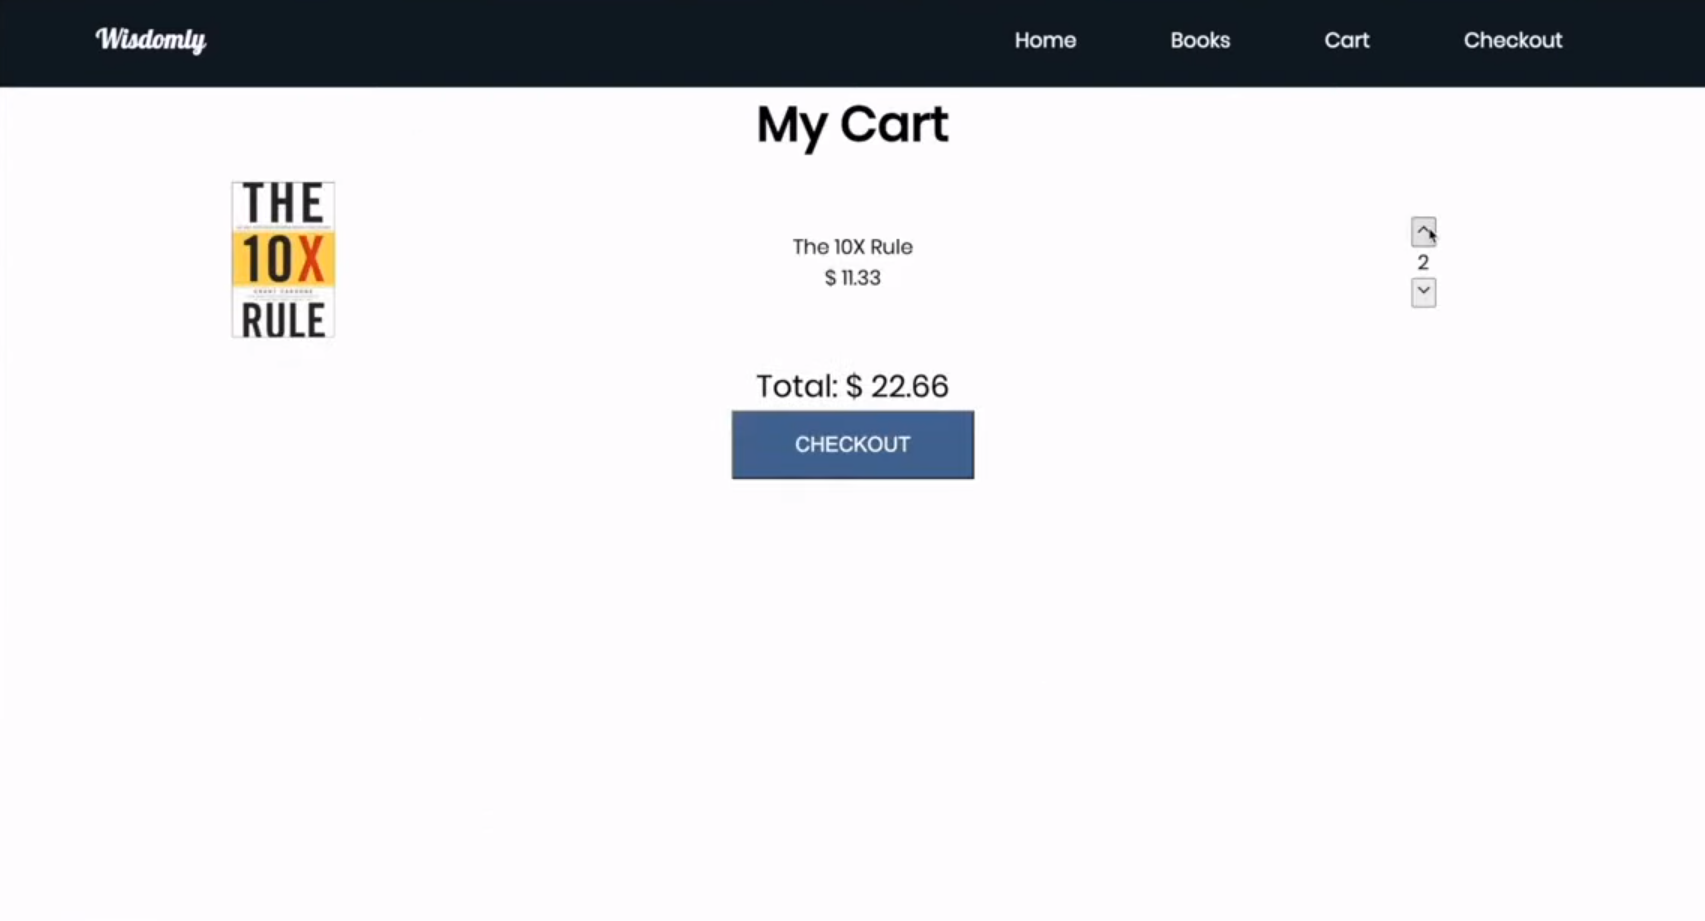 Wisdomly
Home Books Cart Checkout
My Cart
THE
10X
RULE
The 10X Rule
$ 11.33
2
Total: $ 22.66
CHECKOUT